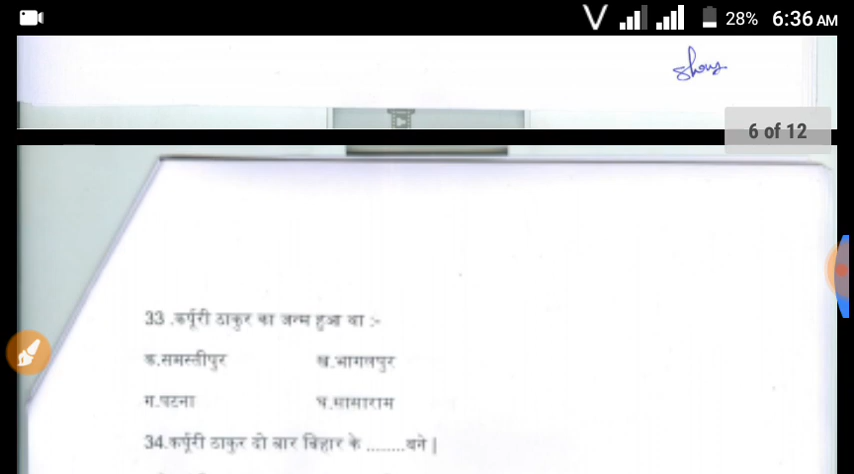 28% 6:36 AM
6 of 12
33 .कर्पूरी ठाकुर का जन्म हुआ था :-
क.समस्तीपुर ख.भागलपुर
ग.पटना घ.सासाराम
34.कर्पूरी ठाकुर दो बार बिहार के ........बने |